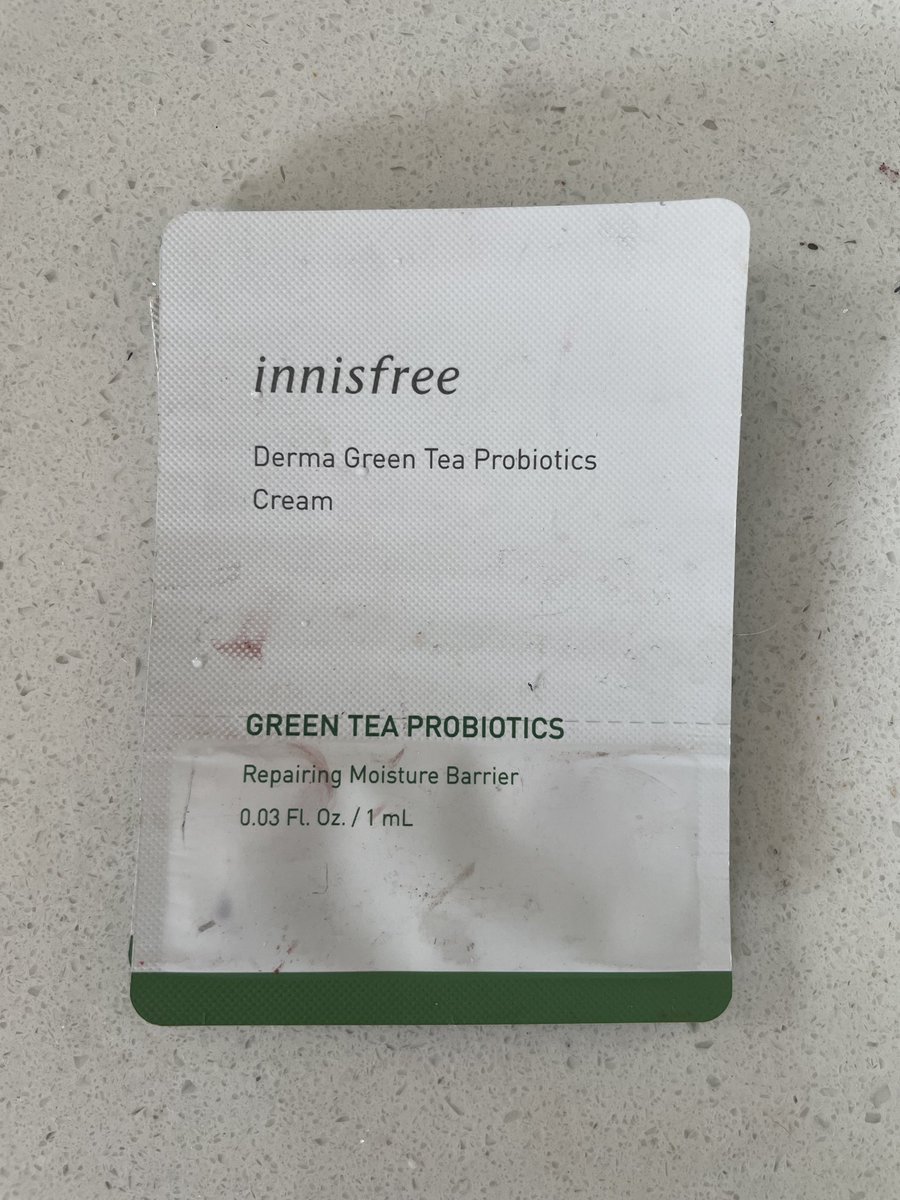 innisfree
Derma Green Tea Probiotics
Cream
GREEN TEA PROBIOTICS
Repairing Moisture Barrier
0.03 Fl. Oz. / 1 mL